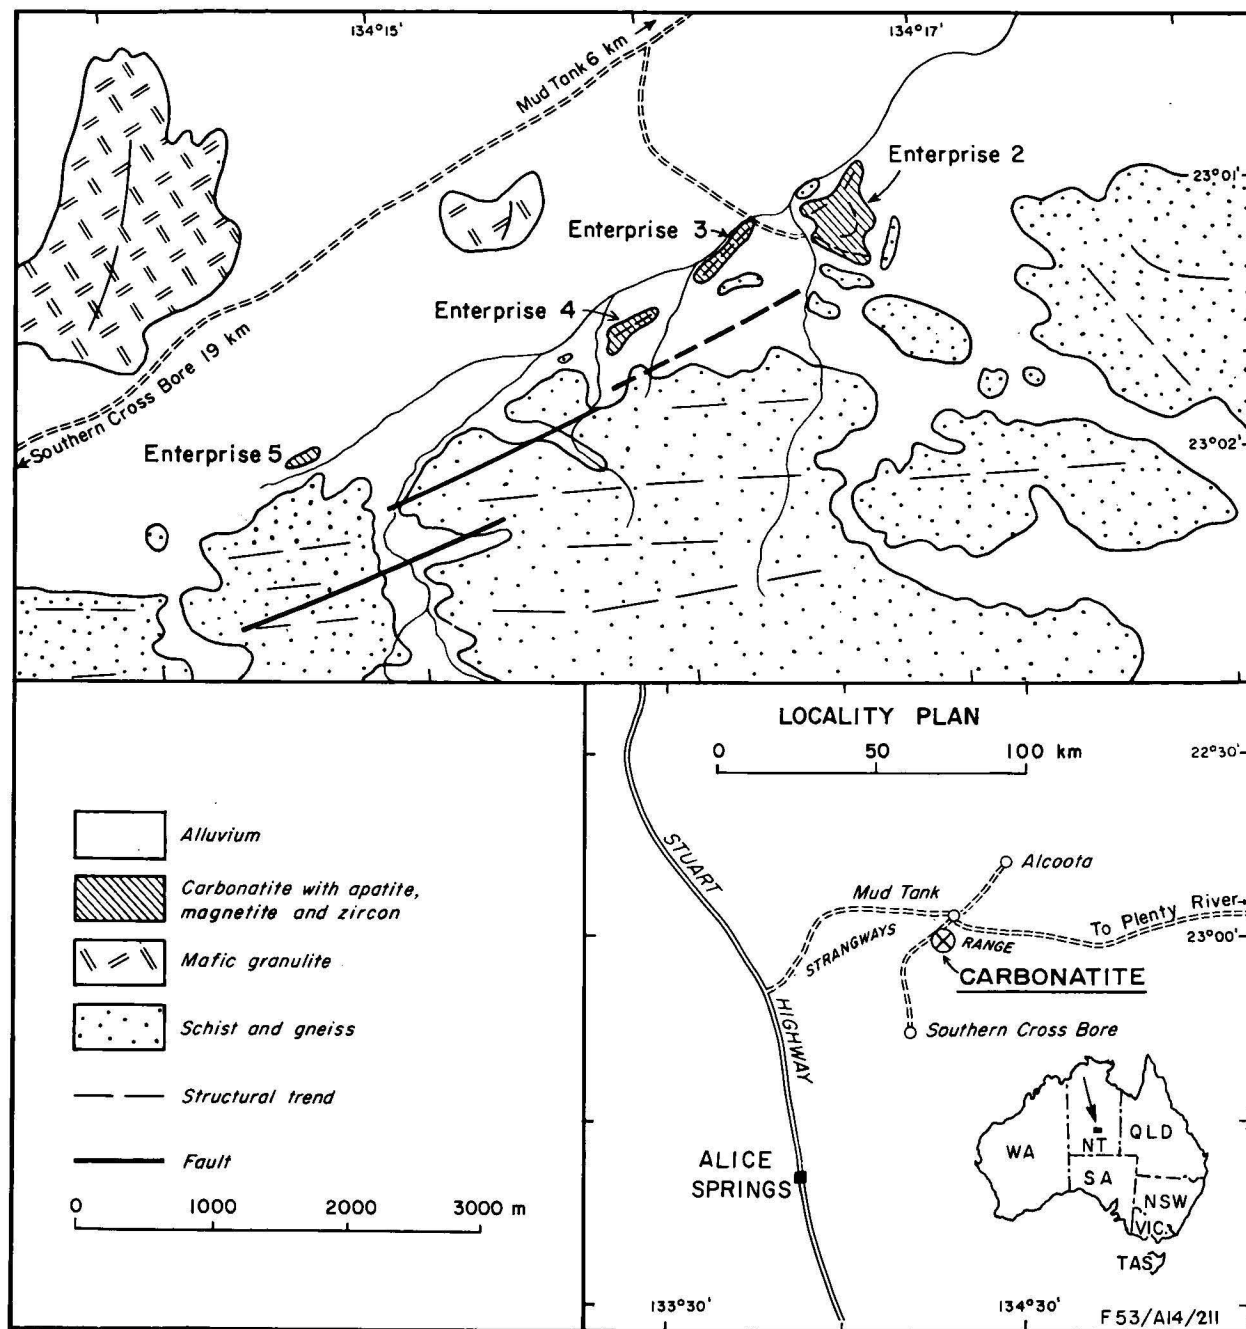 134°15'
134°17'
Mud Tank 6 km
Enterprise 2
23°01'
Enterprise 3
Enterprise 4
Southern Cross Bore 19 km
Enterprise 5
23°02'
Alluvium
Carbonatite with apatite,
magnetite and zircon
Mafic granulite
Schist and gneiss
Structural trend
Fault
0 1000 2000 3000 m
LOCALITY PLAN
0 50 100 km
22°30'
STUART
HIGHWAY
Alcoota
Mud Tank
To Plenty River
23°00'
STRANGWAYS
RANGE
CARBONATITE
Southern Cross Bore
ALICE
SPRINGS
WA
NT
QLD
SA
NSW
VIC.
TAS
133°30'
134°30'
F53/A14/211